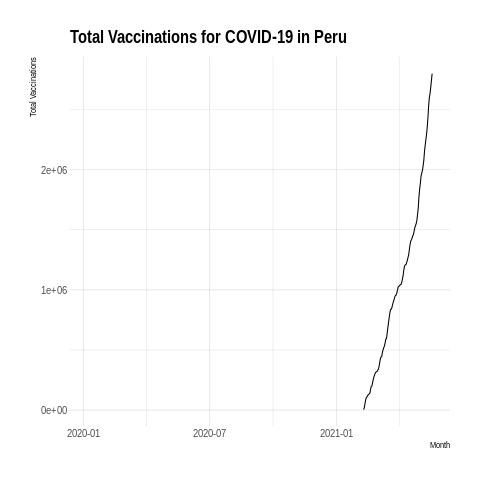 Total Vaccinations for COVID-19 in Peru
Total Vaccinations
2e+06
1e+06
0e+00
2020-01 2020-07 2021-01
Month